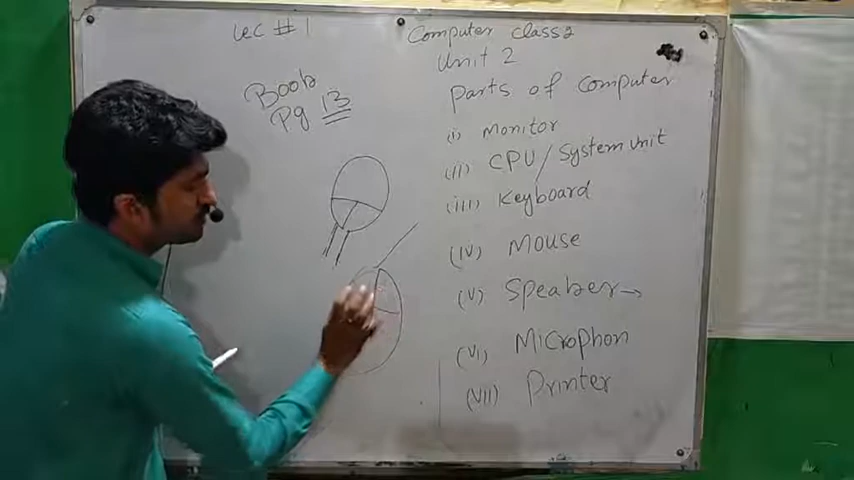 Lec # 1
Computer Class 2
Unit 2
Book
Pg 13
Parts of Computer
(i) Monitor
(ii) CPU / System unit
(iii) Keyboard
(iv) Mouse
(v) Speaker →
(vi) Microphon
(vii) Printer